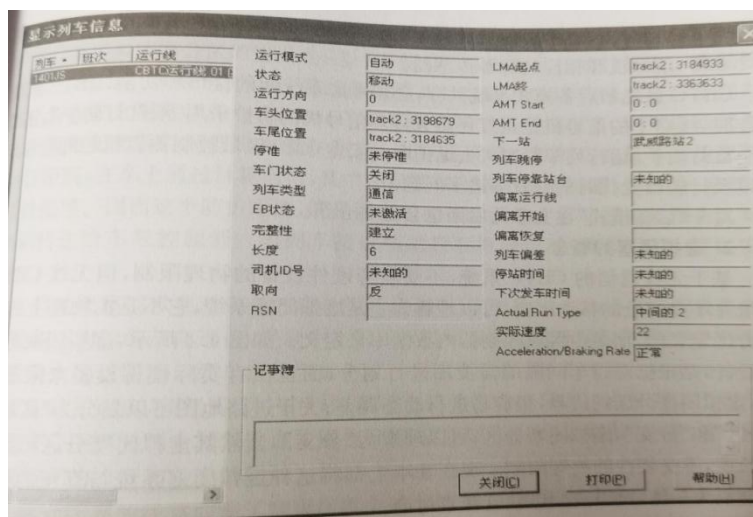 显示列车信息
列车 班次 运行线
1401JS CBTC运行线 01
运行模式 自动
状态 移动
运行方向 0
车头位置 track2 : 3198679
车尾位置 track2 : 3184635
停准 未停准
车门状态 关闭
列车类型 通信
EB状态 未激活
完整性 建立
长度 6
司机ID号 未知的
取向 反
RSN
LMA起点 track2 : 3184933
LMA终 track2 : 3363633
AMT Start 0 : 0
AMT End 0 : 0
下一站 武威路站2
列车跳停
列车停靠站台 未知的
偏离运行线
偏离开始
偏离恢复
列车偏差 未知的
停站时间 未知的
下次发车时间 未知的
Actual Run Type 中间的 2
实际速度 22
Acceleration/Braking Rate 正常
记事簿
关闭(C) 打印(P) 帮助(H)